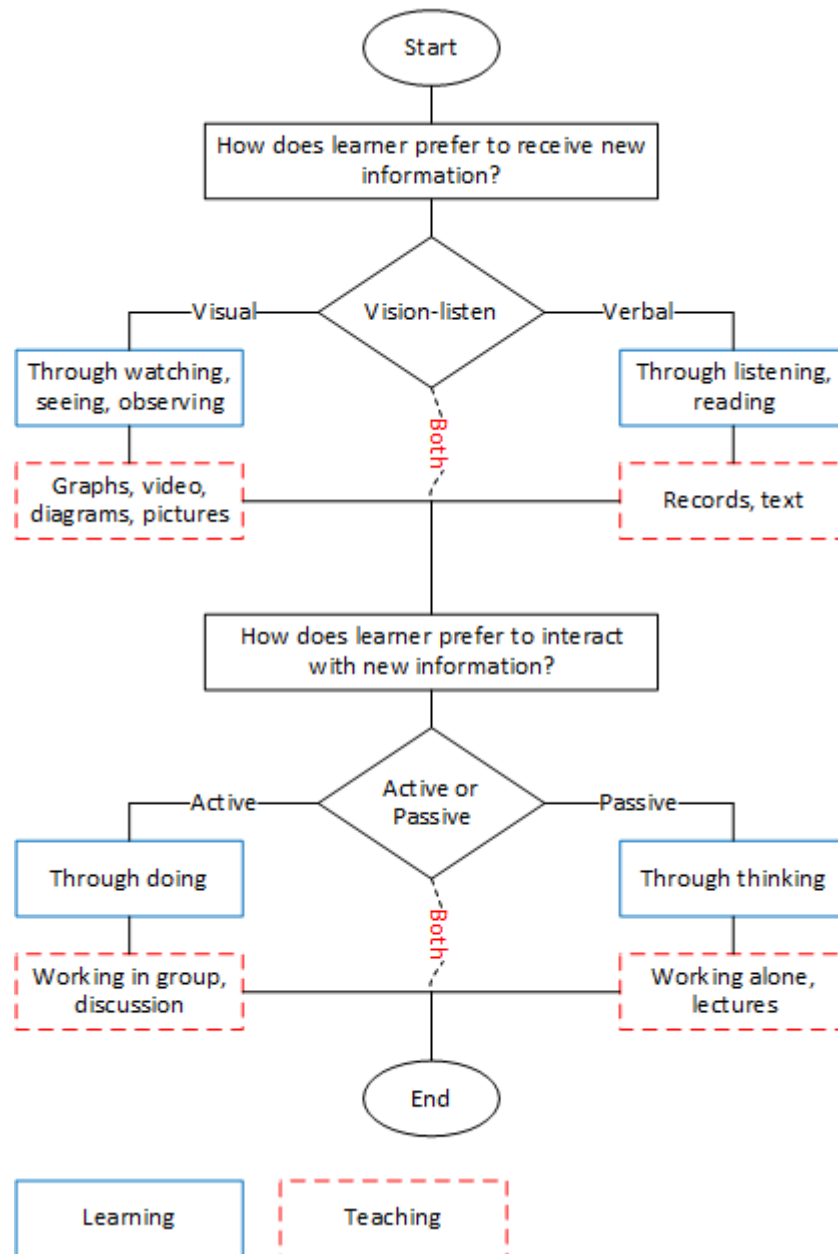 Start
How does learner prefer to receive new
information?
Visual
Vision-listen
Verbal
Through watching,
seeing, observing
Through listening,
reading
Both
Graphs, video,
diagrams, pictures
Records, text
How does learner prefer to interact
with new information?
Active
Active or
Passive
Passive
Through doing
Through thinking
Both
Working in group,
discussion
Working alone,
lectures
End
Learning
Teaching